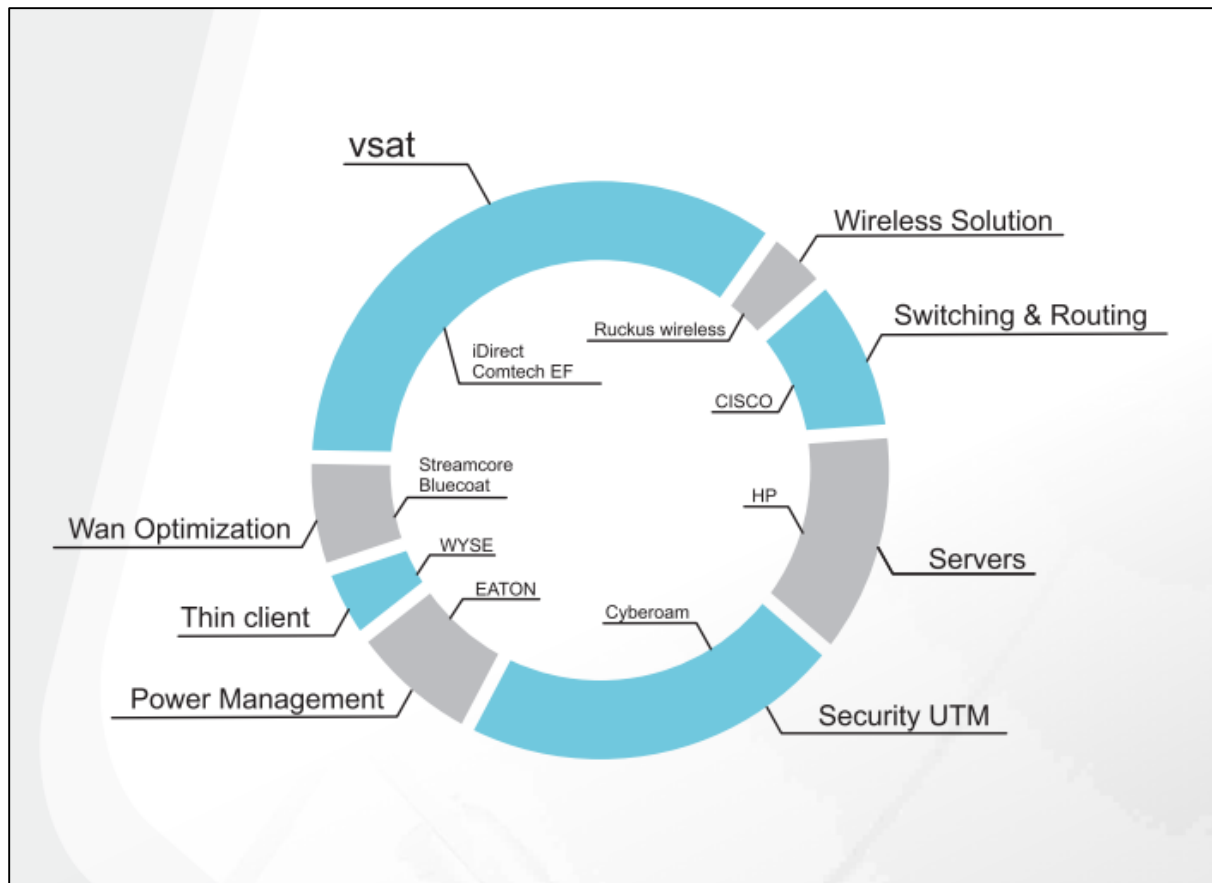 vsat
Wireless Solution
Ruckus wireless
Switching & Routing
iDirect
Comtech EF
CISCO
Streamcore
Bluecoat
HP
Wan Optimization
WYSE
Servers
EATON
Thin client
Cyberoam
Power Management
Security UTM